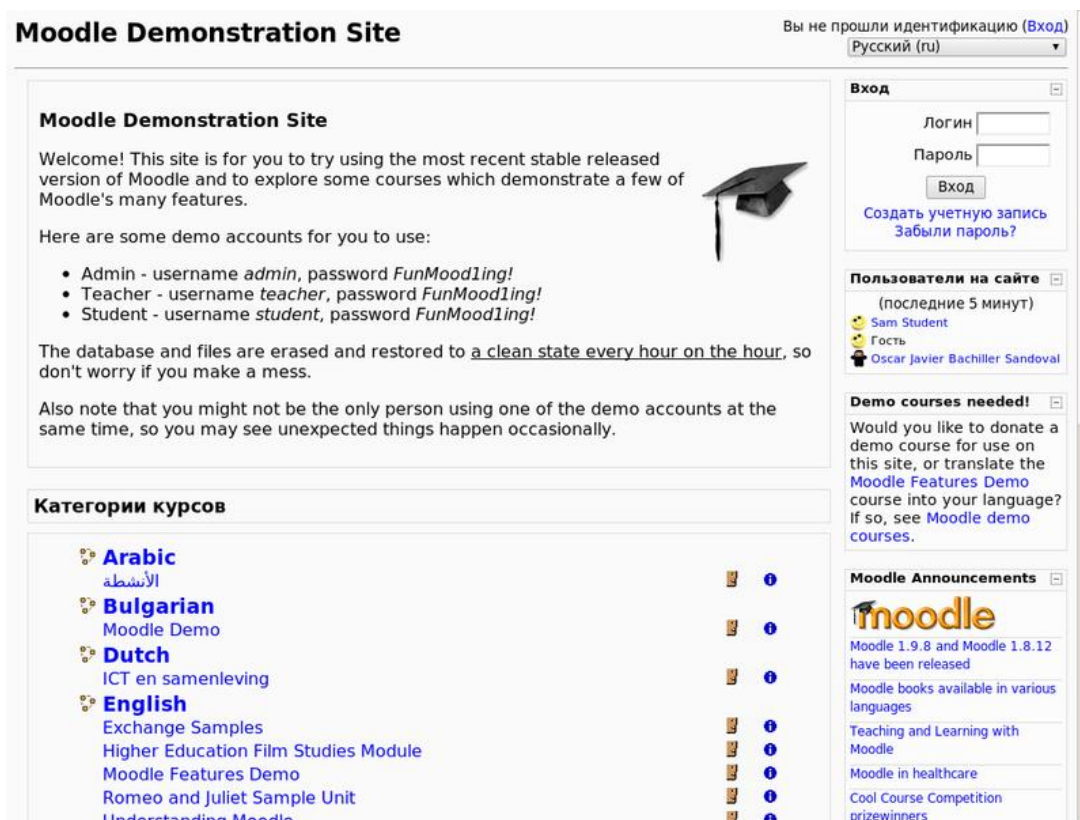 Moodle Demonstration Site
Вы не прошли идентификацию (Вход)
Русский (ru)
Moodle Demonstration Site
Welcome! This site is for you to try using the most recent stable released
version of Moodle and to explore some courses which demonstrate a few of
Moodle's many features.
Here are some demo accounts for you to use:
Admin - username admin, password FunMood1ing!
Teacher - username teacher, password FunMood1ing!
Student - username student, password FunMood1ing!
The database and files are erased and restored to a clean state every hour on the hour, so
don't worry if you make a mess.
Also note that you might not be the only person using one of the demo accounts at the
same time, so you may see unexpected things happen occasionally.
Категории курсов
Arabic
الأنشطة
Bulgarian
Moodle Demo
Dutch
ICT en samenleving
English
Exchange Samples
Higher Education Film Studies Module
Moodle Features Demo
Romeo and Juliet Sample Unit
Understanding Moodle
Вход
Логин
Пароль
Вход
Создать учетную запись
Забыли пароль?
Пользователи на сайте
(последние 5 минут)
Sam Student
Гость
Oscar Javier Bachiller Sandoval
Demo courses needed!
Would you like to donate a
demo course for use on
this site, or translate the
Moodle Features Demo
course into your language?
If so, see Moodle demo
courses.
Moodle Announcements
moodle
Moodle 1.9.8 and Moodle 1.8.12
have been released
Moodle books available in various
languages
Teaching and Learning with
Moodle
Moodle in healthcare
Cool Course Competition
prizewinners